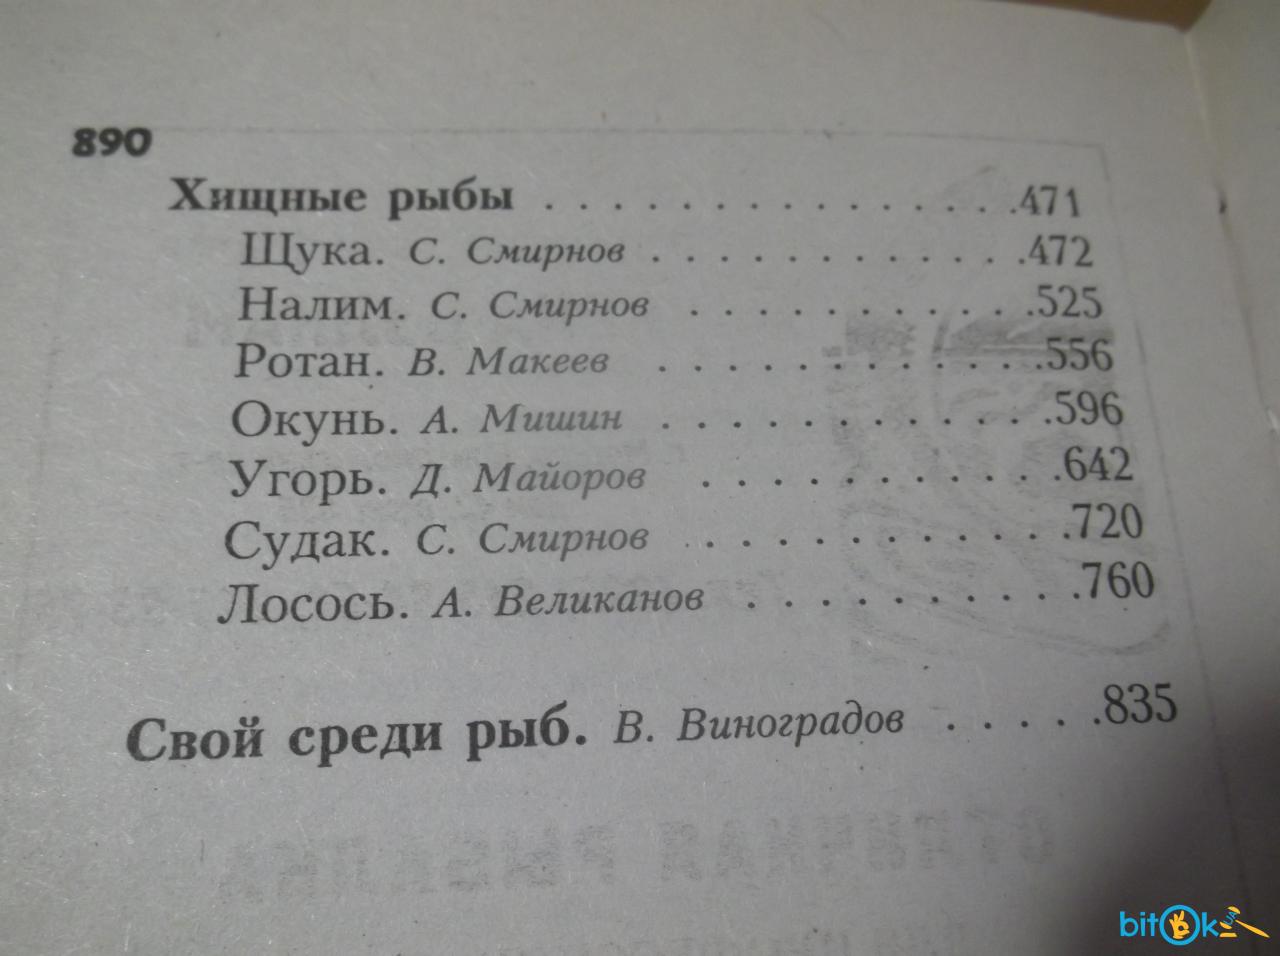 890
Хищные рыбы . . . . . . . . . . . . . . .471
Щука. С. Смирнов . . . . . . . . . . . .472
Налим. С. Смирнов . . . . . . . . . . .525
Ротан. В. Макеев . . . . . . . . . . . .556
Окунь. А. Мишин . . . . . . . . . . . .596
Угорь. Д. Майоров . . . . . . . . . . .642
Судак. С. Смирнов . . . . . . . . . . .720
Лосось. А. Великанов . . . . . . . . . .760
Свой среди рыб. В. Виноградов . . . . .835
bitOk UA